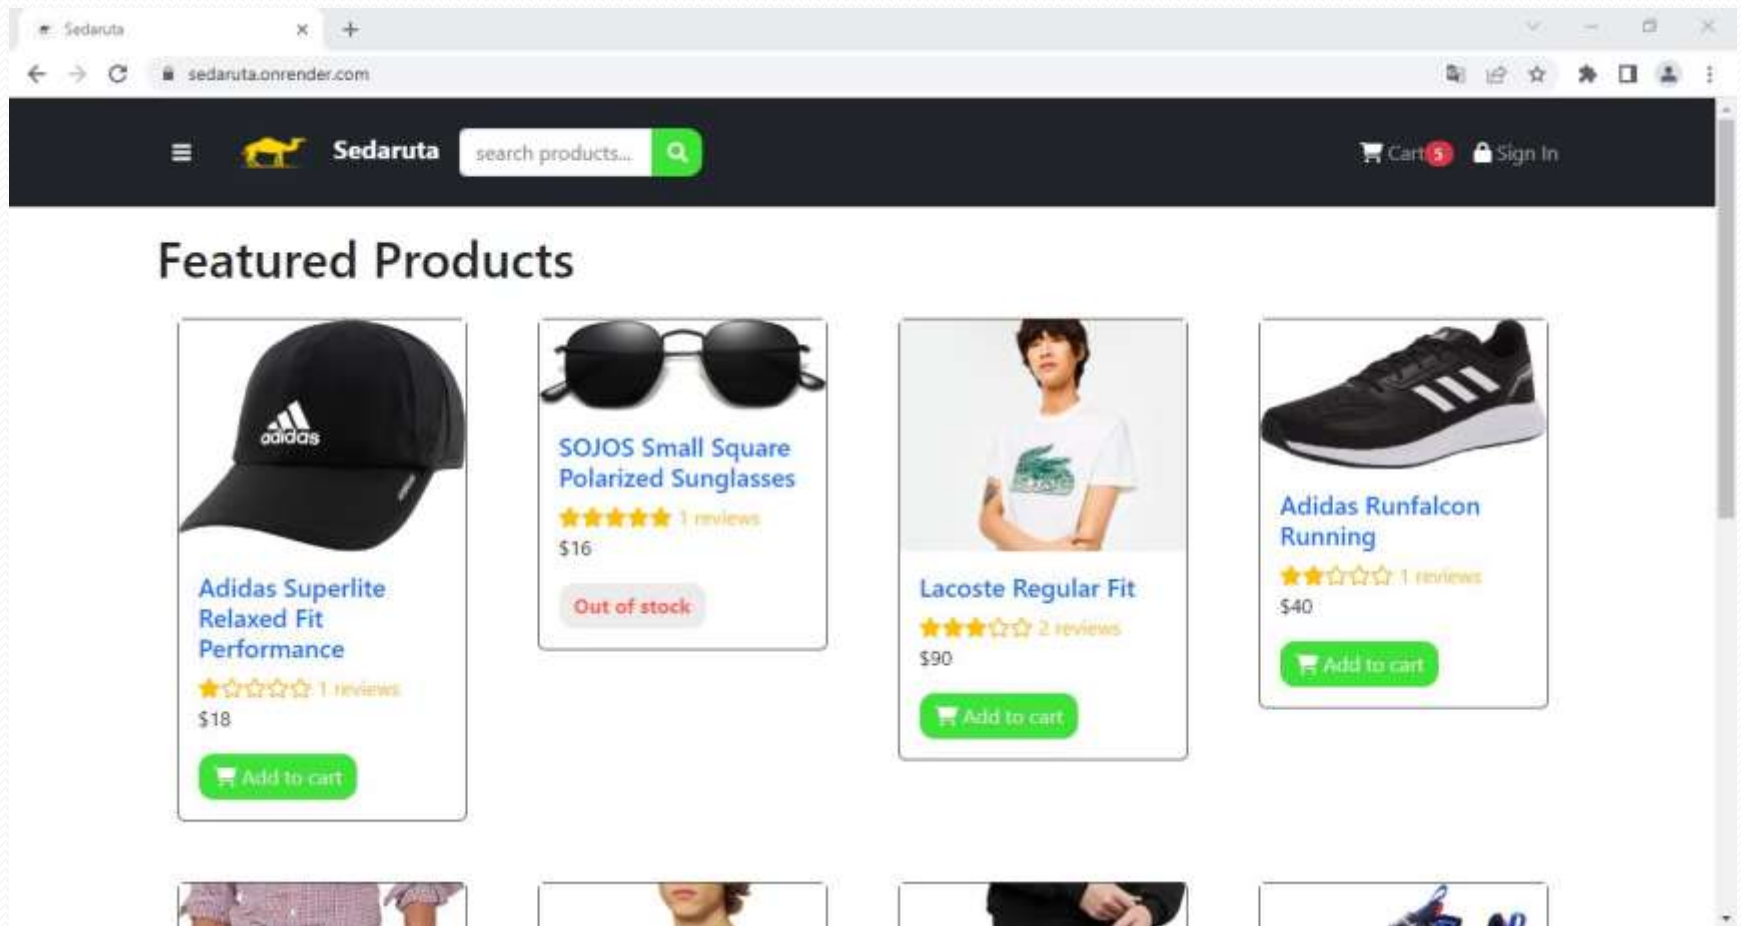 Sedaruta
sedaruta.onrender.com
Sedaruta
search products...
Cart 5
Sign In
Featured Products
adidas
Adidas Superlite
Relaxed Fit
Performance
1 reviews
$18
Add to cart
SOJOS Small Square
Polarized Sunglasses
1 reviews
$16
Out of stock
Lacoste Regular Fit
2 reviews
$90
Add to cart
Adidas Runfalcon
Running
1 reviews
$40
Add to cart